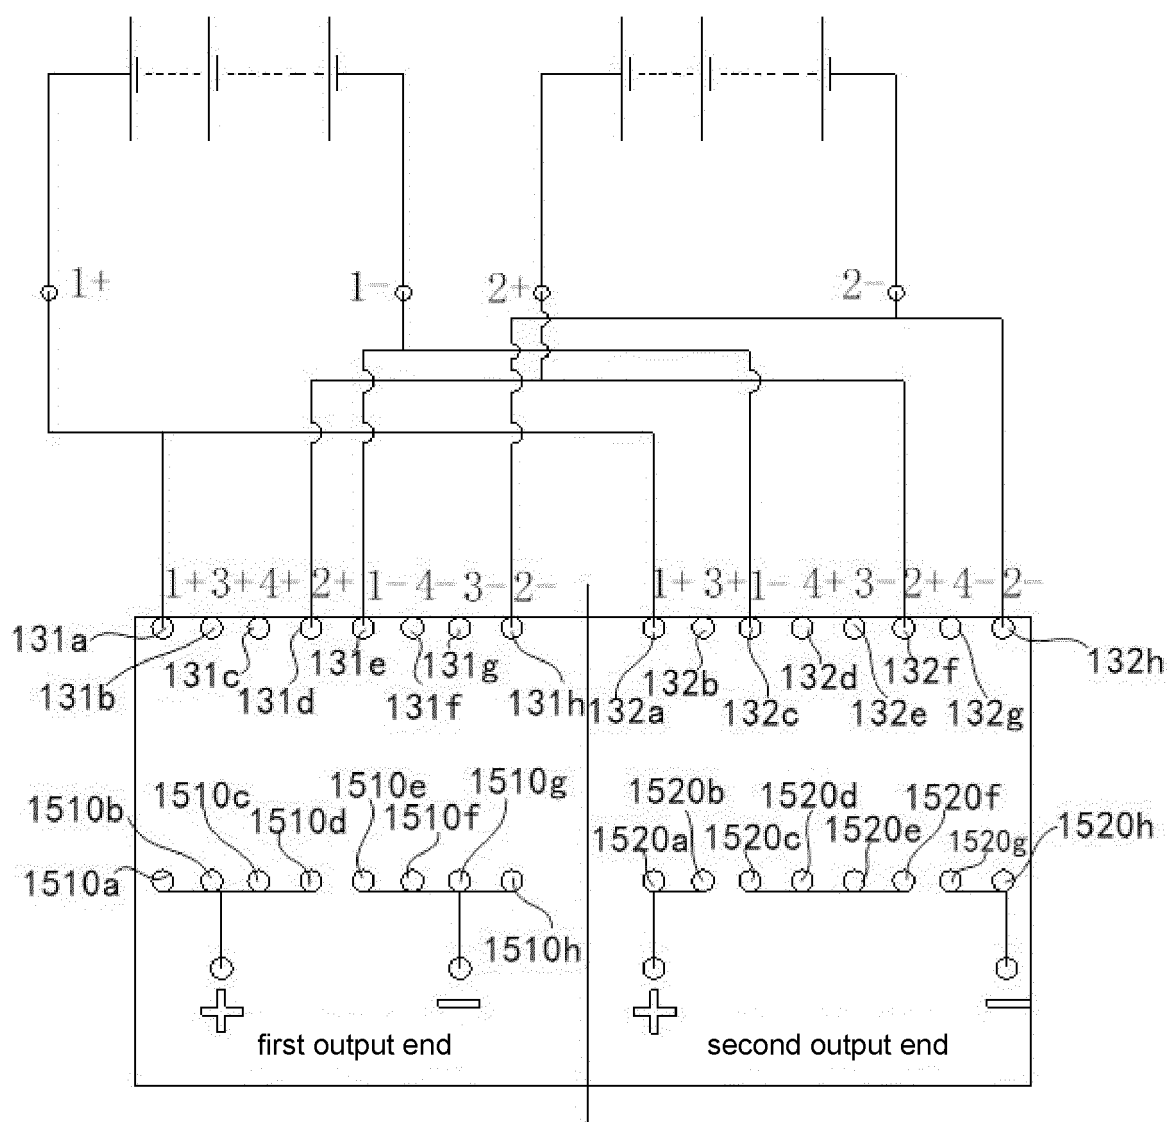 1+ 1- 2+ 2-
1+ 3+ 4+ 2+ 1- 4- 3- 2- 1+ 3+ 1- 4+ 3- 2+ 4- 2-
131a 131b 131c 131d 131e 131f 131g 131h 132a 132b 132c 132d 132e 132f 132g 132h
1510a 1510b 1510c 1510d 1510e 1510f 1510g 1510h 1520a 1520b 1520c 1520d 1520e 1520f 1520g 1520h
+ − + −
first output end second output end